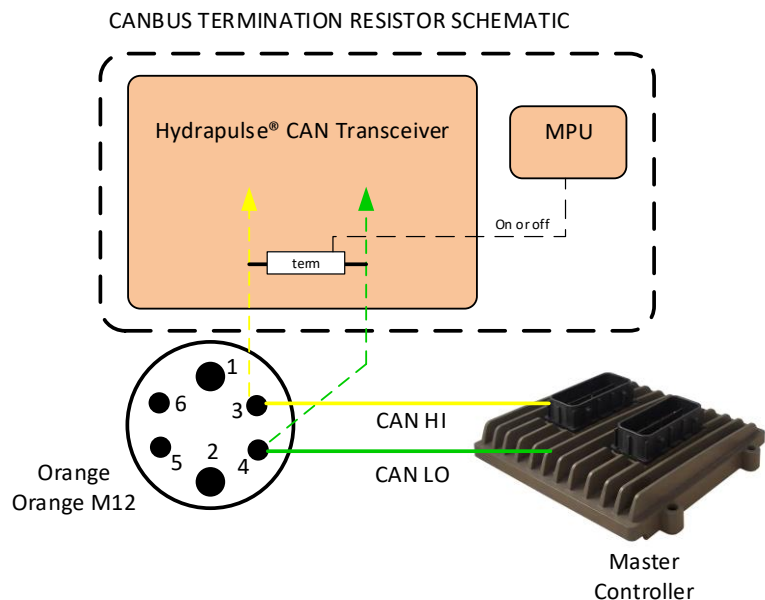 CANBUS TERMINATION RESISTOR SCHEMATIC
Hydrapulse® CAN Transceiver
MPU
On or off
term
1
6
3
5
2
4
CAN HI
CAN LO
Orange
Orange M12
Master
Controller